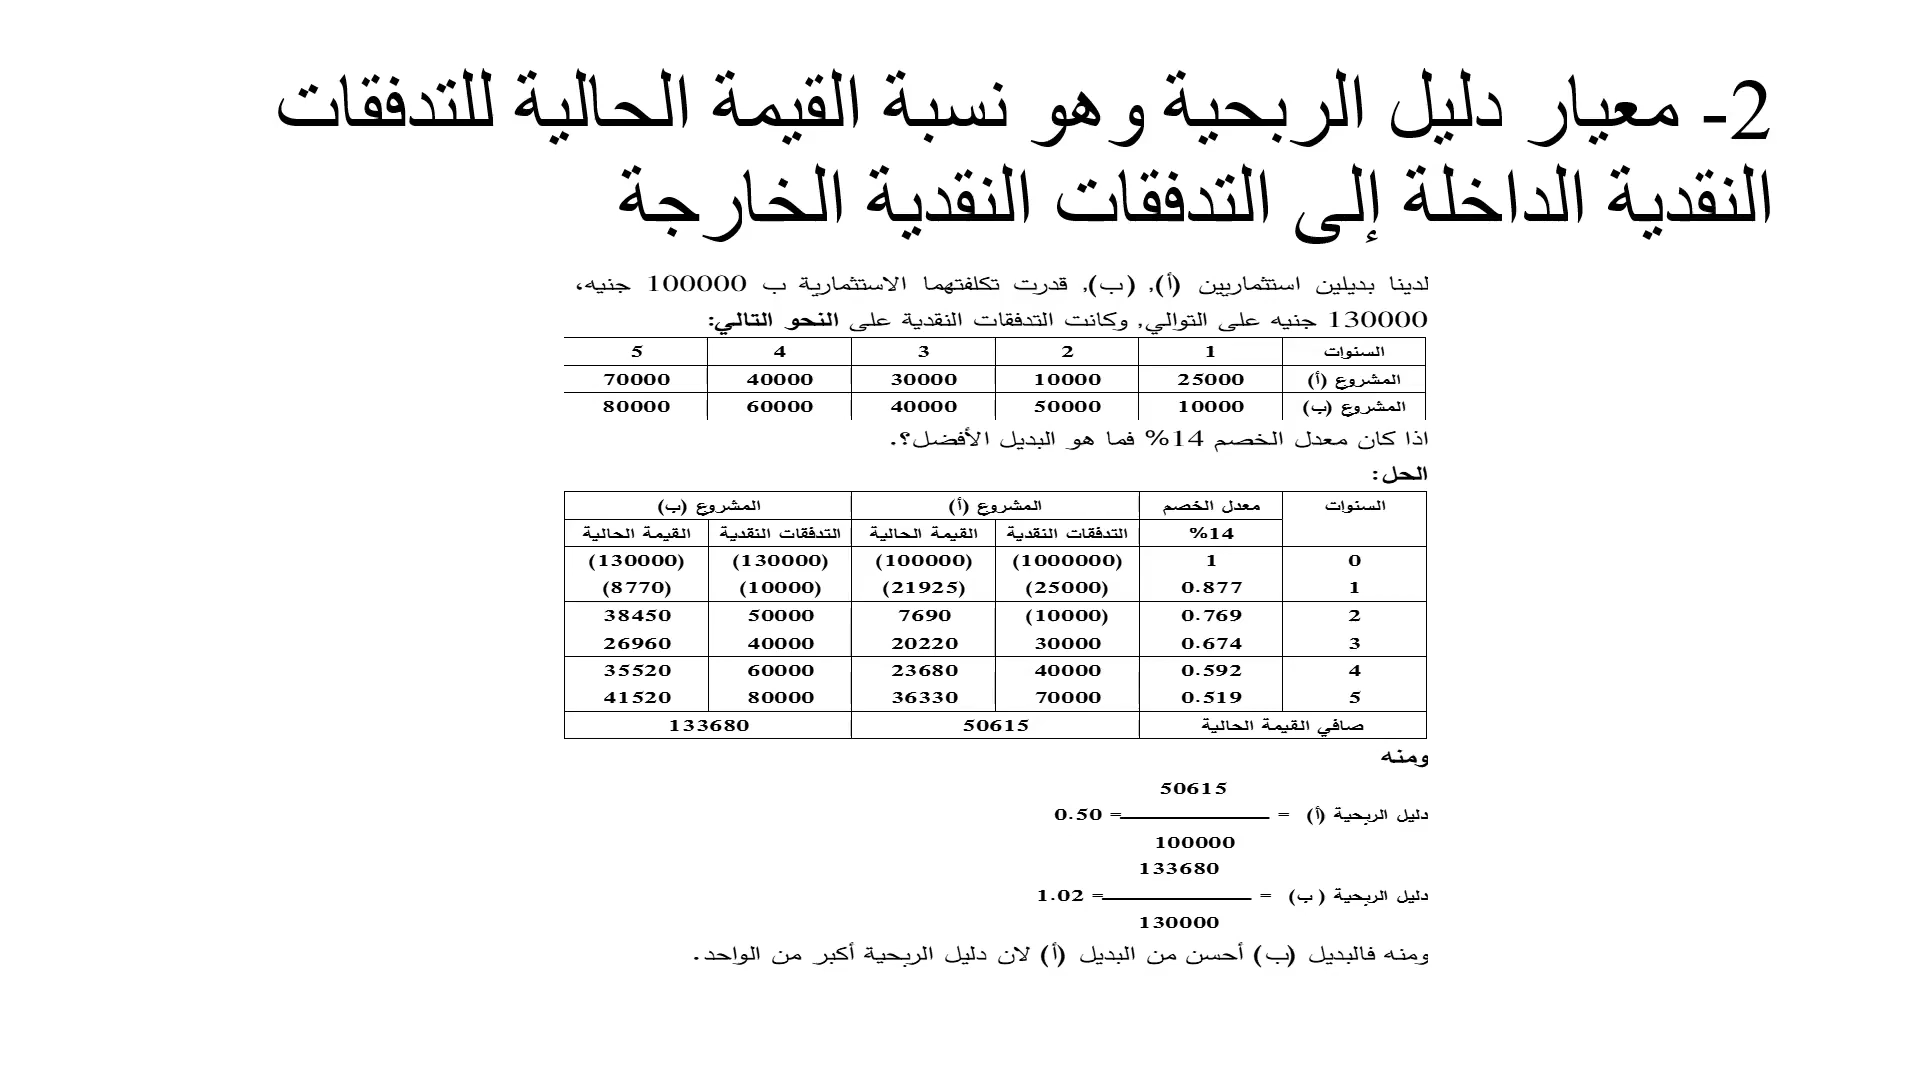 2- معيار دليل الربحية وهو نسبة القيمة الحالية للتدفقات
النقدية الداخلة إلى التدفقات النقدية الخارجة
لدينا بديلين استثماريين (أ), (ب), قدرت تكلفتهما الاستثمارية ب 100000 جنيه،
130000 جنيه على التوالي, وكانت التدفقات النقدية على النحو التالي:
السنوات 1 2 3 4 5
المشروع (أ) 25000 10000 30000 40000 70000
المشروع (ب) 10000 50000 40000 60000 80000
اذا كان معدل الخصم 14% فما هو البديل الأفضل؟.
الحل:
السنوات معدل الخصم المشروع (أ) المشروع (ب)
%14 التدفقات النقدية القيمة الحالية التدفقات النقدية القيمة الحالية
0 1 (1000000) (100000) (130000) (130000)
1 0.877 (25000) (21925) (10000) (8770)
2 0.769 (10000) 7690 50000 38450
3 0.674 30000 20220 40000 26960
4 0.592 40000 23680 60000 35520
5 0.519 70000 36330 80000 41520
صافي القيمة الحالية 50615 133680
ومنه
50615
دليل الربحية (أ) = ـــــــــ= 0.50
100000
133680
دليل الربحية ( ب) = ـــــــــ= 1.02
130000
ومنه فالبديل (ب) أحسن من البديل (أ) لان دليل الربحية أكبر من الواحد.